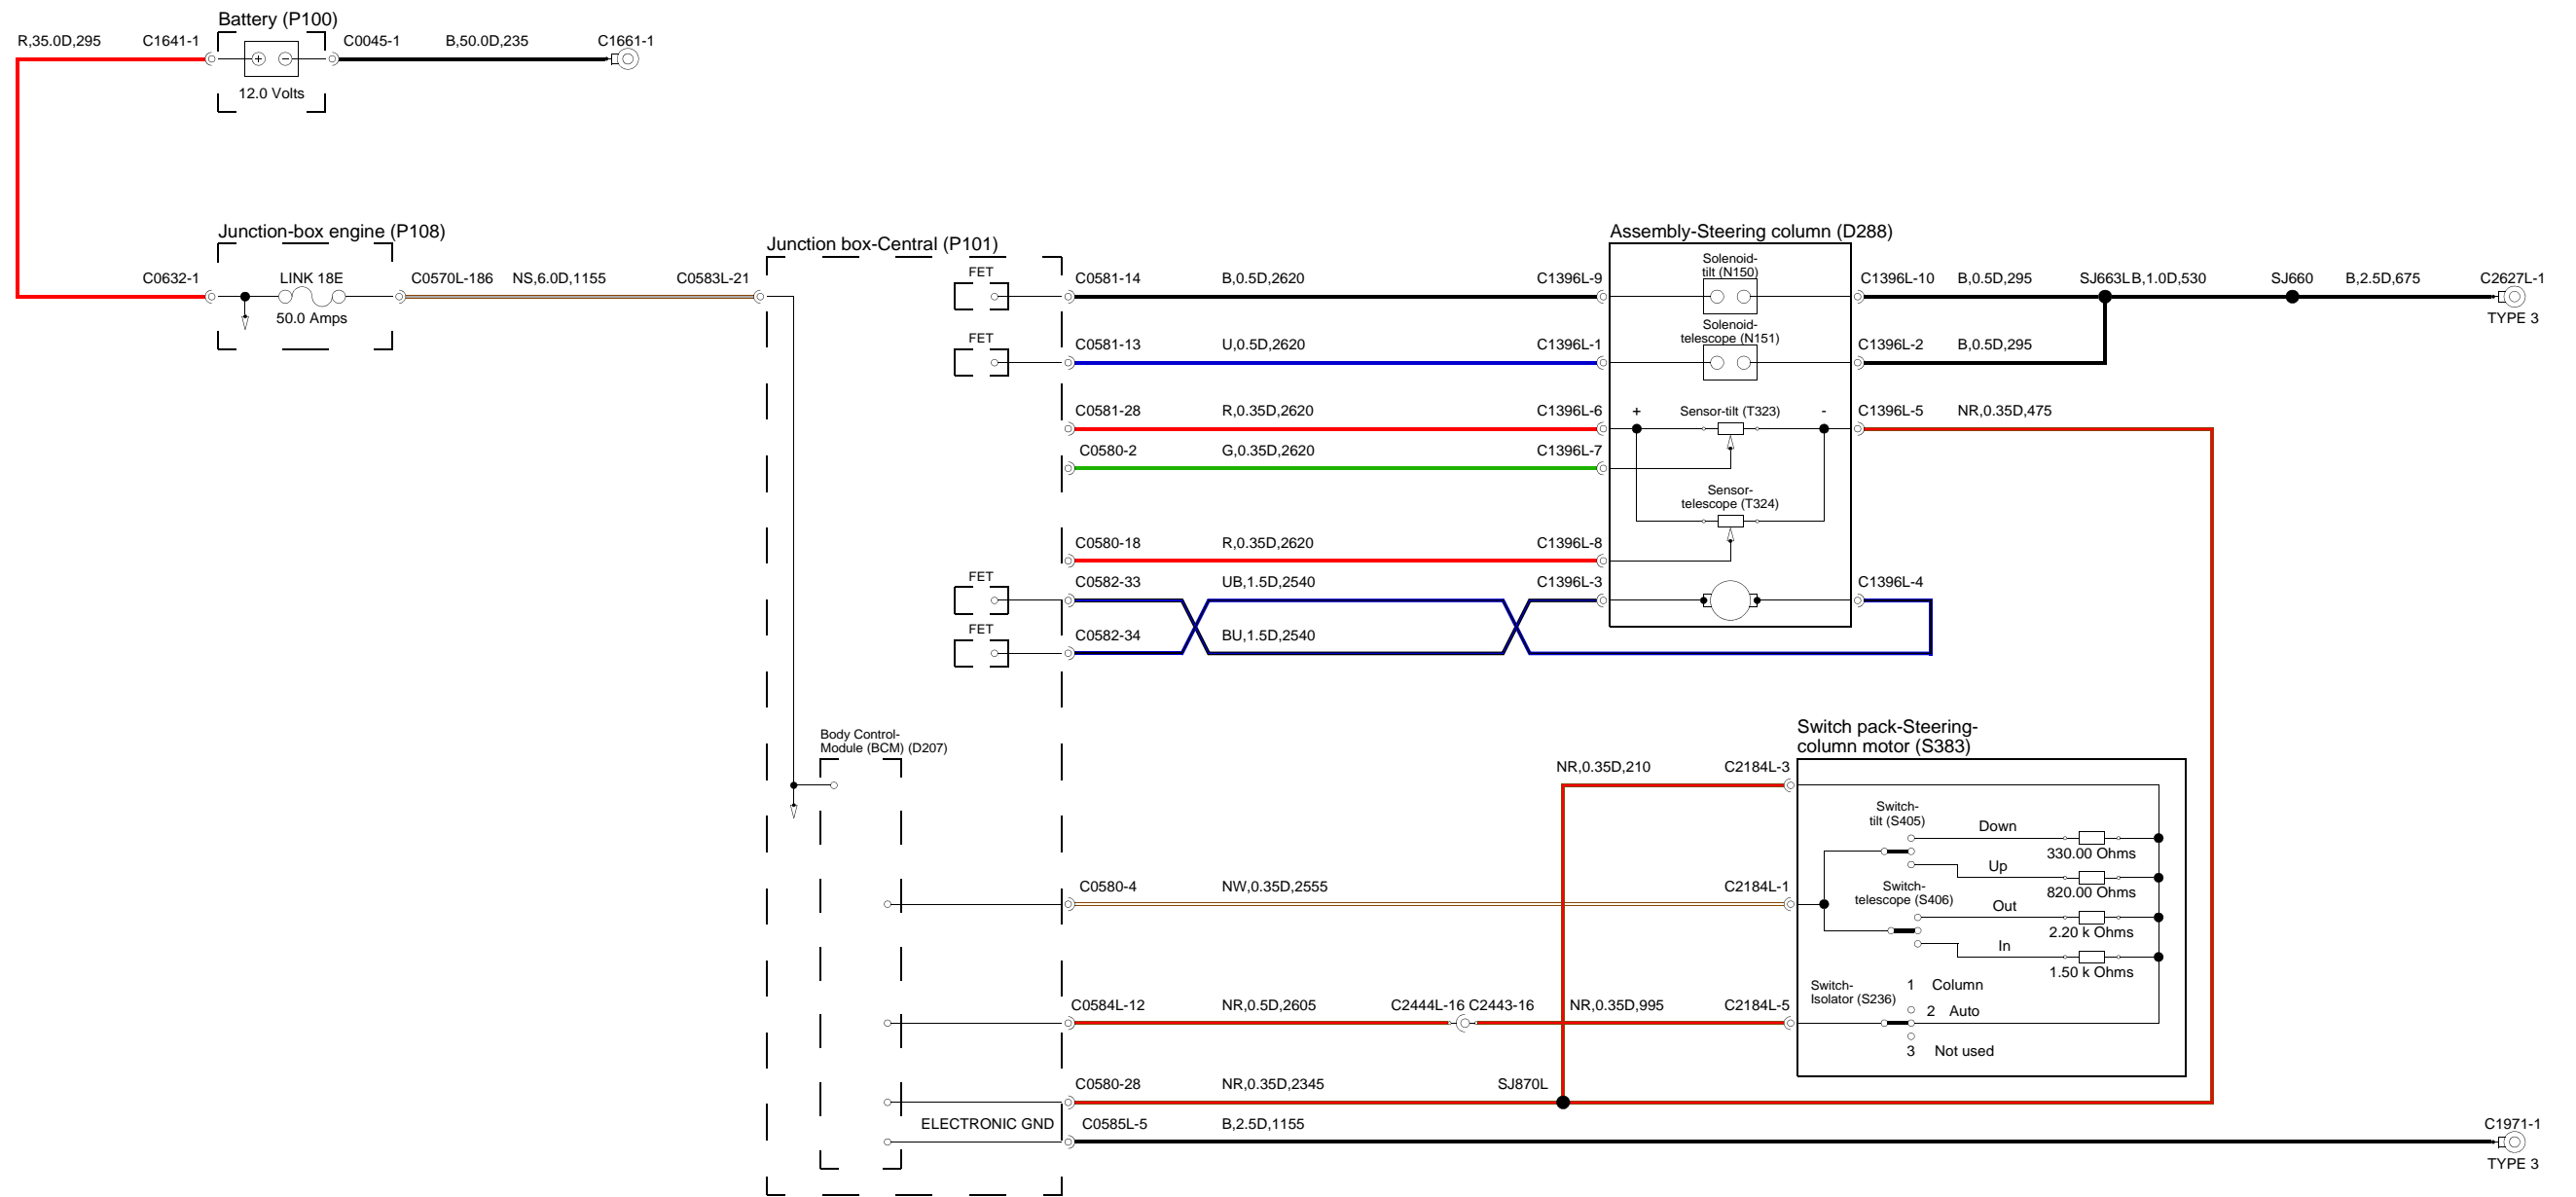 Battery (P100)
R,35.0D,295 C1641-1 C0045-1 B,50.0D,235 C1661-1
+ −
12.0 Volts
Junction-box engine (P108)
C0632-1 LINK 18E C0570L-186 NS,6.0D,1155 C0583L-21
50.0 Amps
Junction box-Central (P101)
Assembly-Steering column (D288)
FET C0581-14 B,0.5D,2620 C1396L-9
Solenoid-
tilt (N150)
C1396L-10 B,0.5D,295 SJ663L B,1.0D,530 SJ660 B,2.5D,675 C2627L-1
TYPE 3
FET C0581-13 U,0.5D,2620 C1396L-1
Solenoid-
telescope (N151)
C1396L-2 B,0.5D,295
C0581-28 R,0.35D,2620 C1396L-6 + Sensor-tilt (T323) - C1396L-5 NR,0.35D,475
C0580-2 G,0.35D,2620 C1396L-7
Sensor-
telescope (T324)
C0580-18 R,0.35D,2620 C1396L-8
FET C0582-33 UB,1.5D,2540 C1396L-3 C1396L-4
FET C0582-34 BU,1.5D,2540
Body Control-
Module (BCM) (D207)
Switch pack-Steering-
column motor (S383)
NR,0.35D,210 C2184L-3
Switch-
tilt (S405)
Down
330.00 Ohms
Up
820.00 Ohms
C0580-4 NW,0.35D,2555 C2184L-1
Switch-
telescope (S406)
Out
2.20 k Ohms
In
1.50 k Ohms
Switch-
Isolator (S236)
1 Column
2 Auto
3 Not used
C0584L-12 NR,0.5D,2605 C2444L-16 C2443-16 NR,0.35D,995 C2184L-5
C0580-28 NR,0.35D,2345 SJ870L
ELECTRONIC GND C0585L-5 B,2.5D,1155 C1971-1
TYPE 3